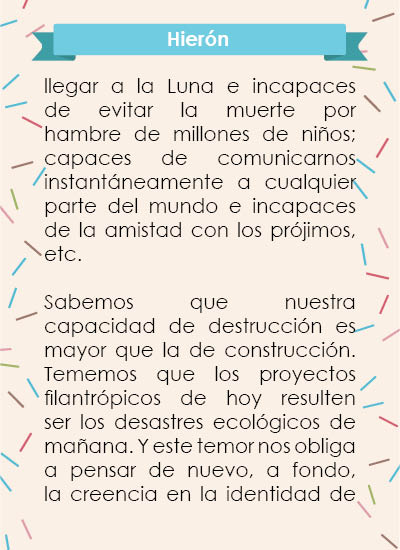 Hierón
llegar a la Luna e incapaces
de evitar la muerte por
hambre de millones de niños;
capaces de comunicarnos
instantáneamente a cualquier
parte del mundo e incapaces
de la amistad con los prójimos,
etc.
Sabemos que nuestra
capacidad de destrucción es
mayor que la de construcción.
Tememos que los proyectos
filantrópicos de hoy resulten
ser los desastres ecológicos de
mañana. Y este temor nos obliga
a pensar de nuevo, a fondo,
la creencia en la identidad de